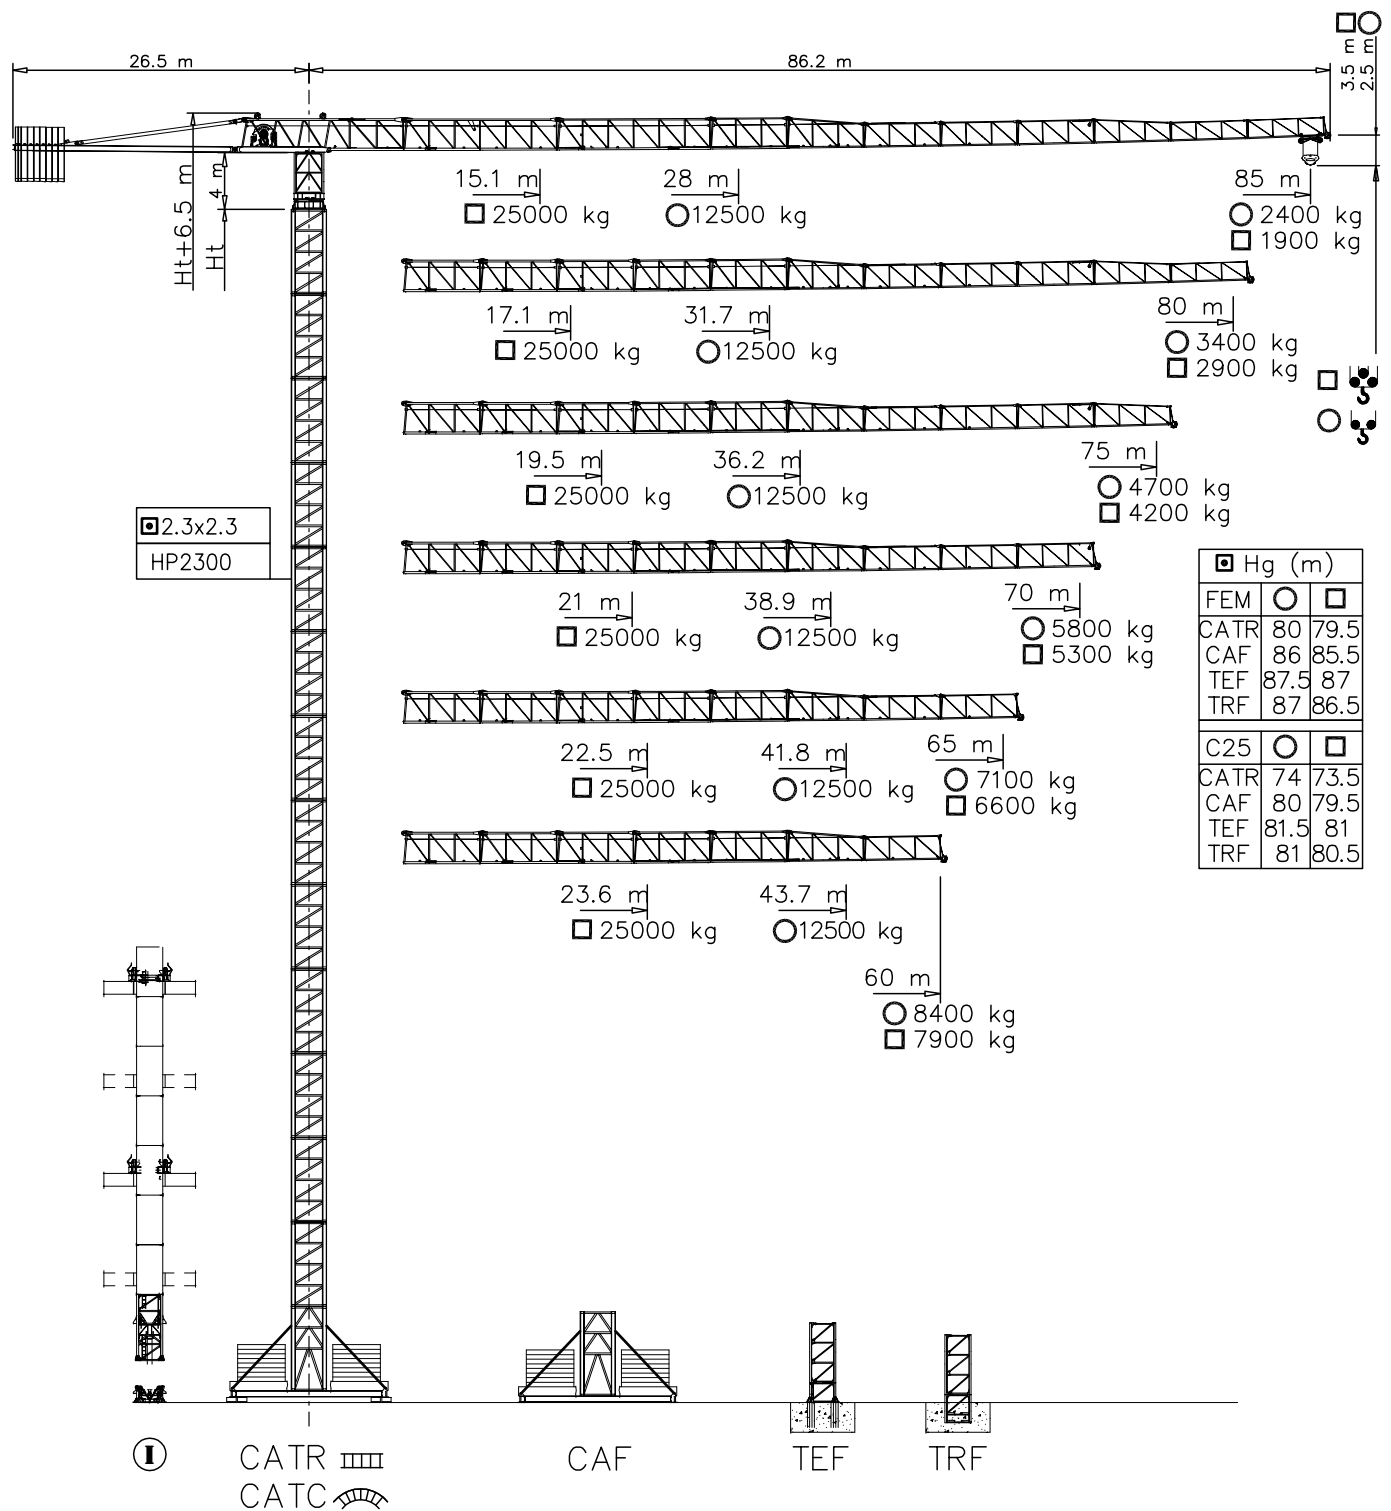 26.5 m
86.2 m
3.5 m
2.5 m
Ht+6.5 m
4 m
Ht
15.1 m
25000 kg
28 m
12500 kg
85 m
2400 kg
1900 kg
17.1 m
25000 kg
31.7 m
12500 kg
80 m
3400 kg
2900 kg
19.5 m
25000 kg
36.2 m
12500 kg
75 m
4700 kg
4200 kg
2.3x2.3
HP2300
21 m
25000 kg
38.9 m
12500 kg
70 m
5800 kg
5300 kg
Hg (m)
FEM
CATR 80 79.5
CAF 86 85.5
TEF 87.5 87
TRF 87 86.5
C25
CATR 74 73.5
CAF 80 79.5
TEF 81.5 81
TRF 81 80.5
22.5 m
25000 kg
41.8 m
12500 kg
65 m
7100 kg
6600 kg
23.6 m
25000 kg
43.7 m
12500 kg
60 m
8400 kg
7900 kg
I
CATR
CATC
CAF
TEF
TRF